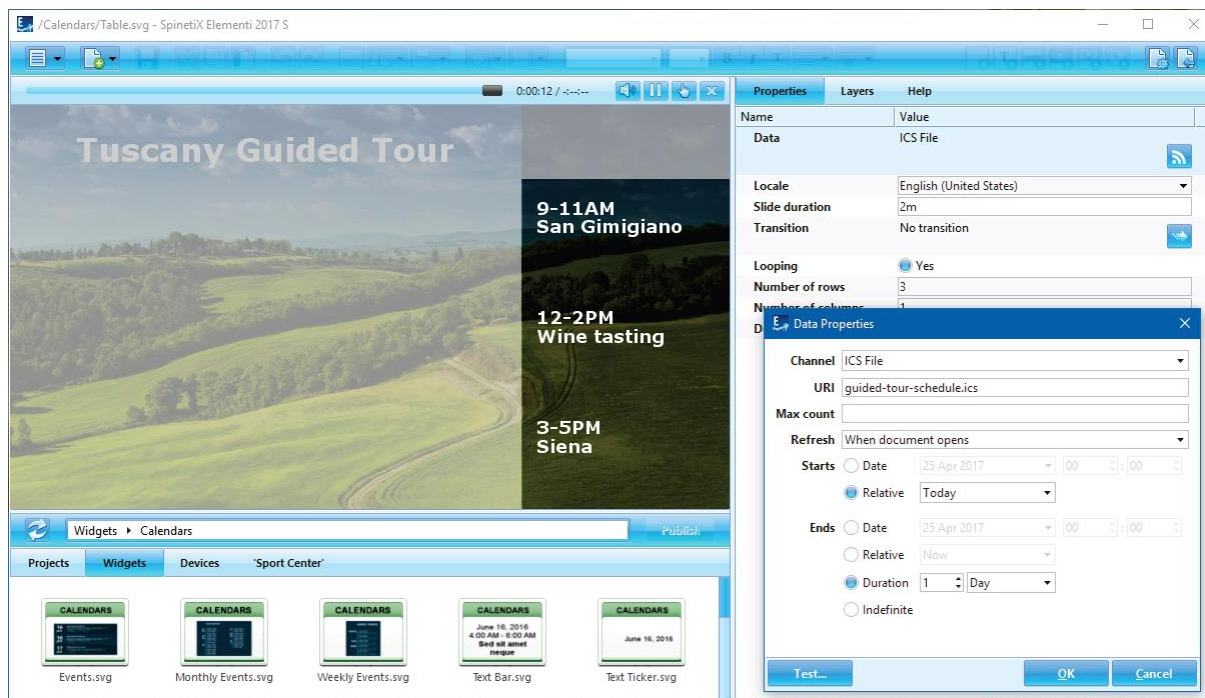 /Calendars/Table.svg - SpinetiX Elementi 2017 S
0:00:12 / -:--:--
Tuscany Guided Tour
9-11AM
San Gimigiano
12-2PM
Wine tasting
3-5PM
Siena
Properties Layers Help
Name Value
Data ICS File
Locale English (United States)
Slide duration 2m
Transition No transition
Looping Yes
Number of rows 3
Number of columns 1
D
Data Properties
Channel ICS File
URI guided-tour-schedule.ics
Max count
Refresh When document opens
Starts Date 25 Apr 2017 00 : 00
Relative Today
Ends Date 25 Apr 2017 00 : 00
Relative Now
Duration 1 Day
Indefinite
Test... OK Cancel
Widgets Calendars Publish
Projects Widgets Devices 'Sport Center'
CALENDARS
Events.svg
CALENDARS
Monthly Events.svg
CALENDARS
Weekly Events.svg
CALENDARS
June 16, 2016
4:00 AM - 6:00 AM
Sed sit amet
neque
Text Bar.svg
CALENDARS
June 16, 2016
Text Ticker.svg